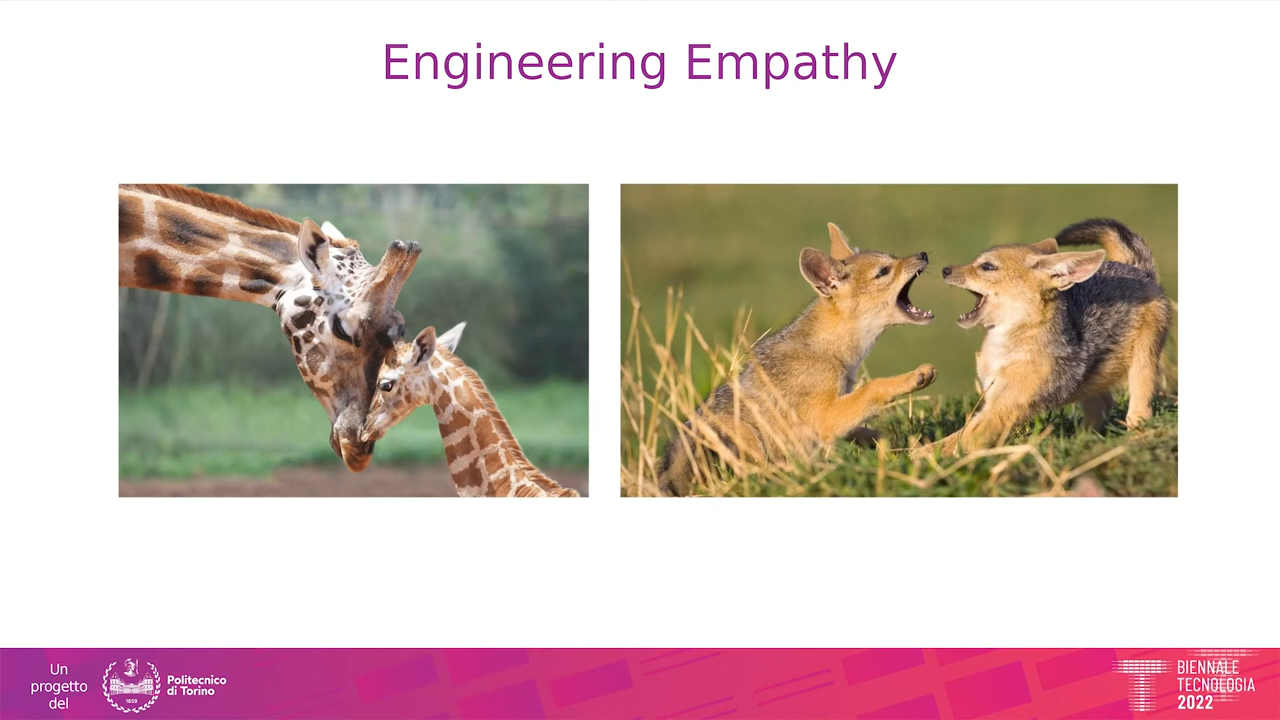 Engineering Empathy
Un
progetto
del
1859
Politecnico
di Torino
BIENNALE
TECNOLOGIA
2022